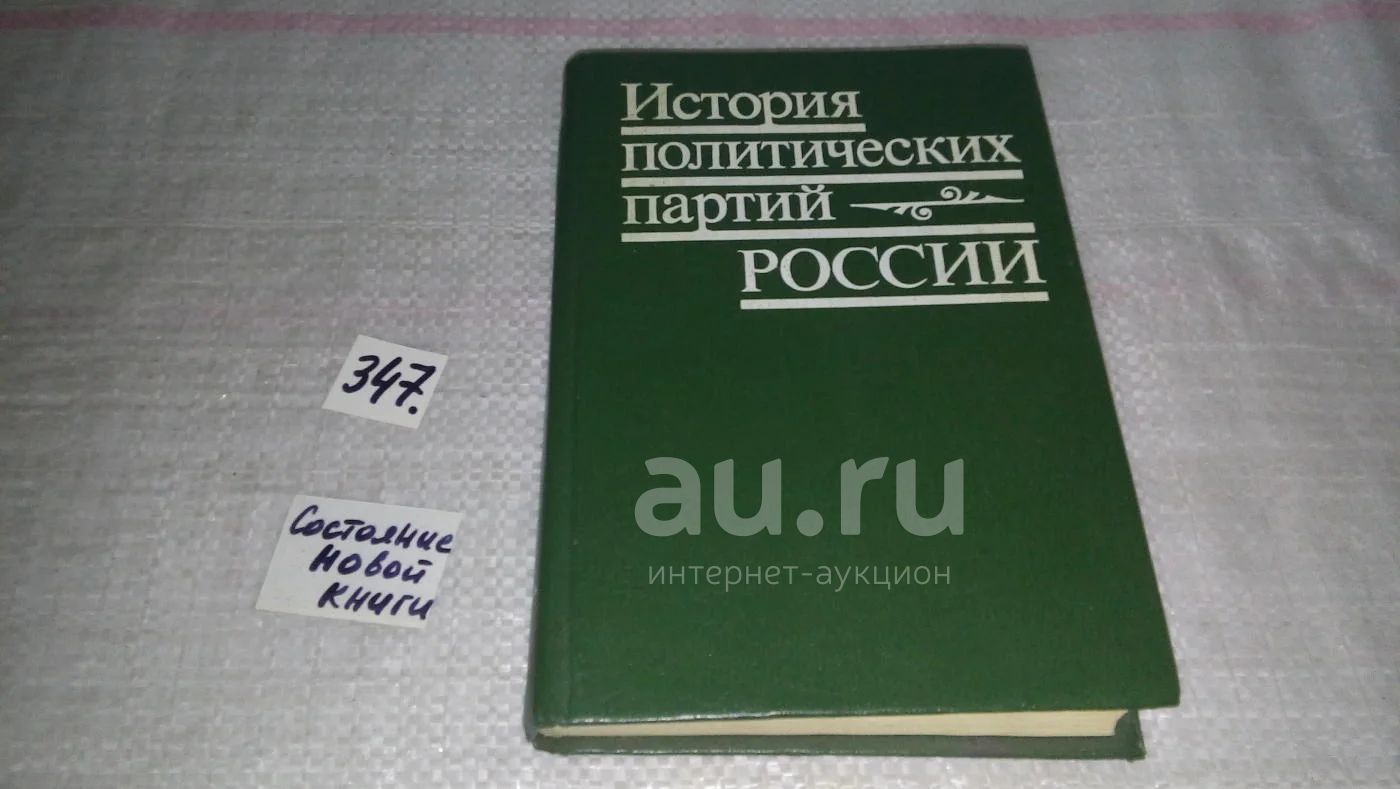 История
политических
партий
РОССИИ
347.
Состояние
новой
книги
au.ru
интернет-аукцион